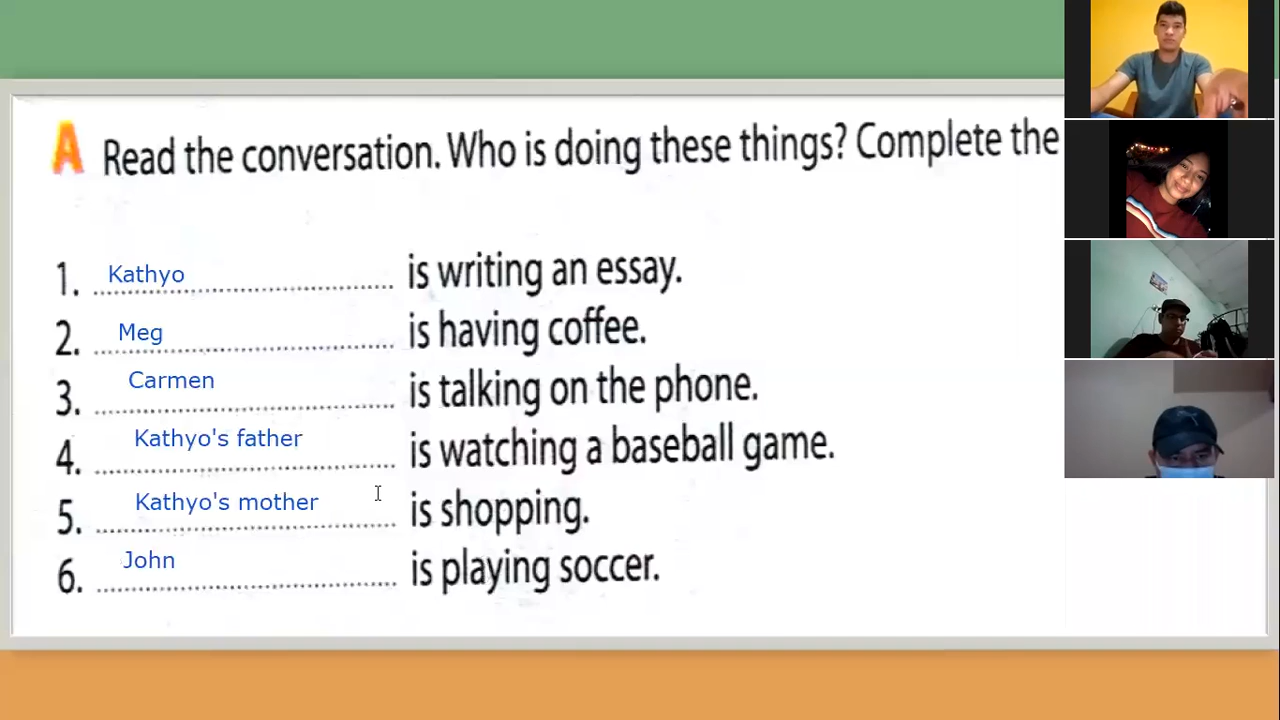 A Read the conversation. Who is doing these things? Complete the
1. Kathyo is writing an essay.
2. Meg is having coffee.
3. Carmen is talking on the phone.
4. Kathyo's father is watching a baseball game.
5. Kathyo's mother is shopping.
6. John is playing soccer.